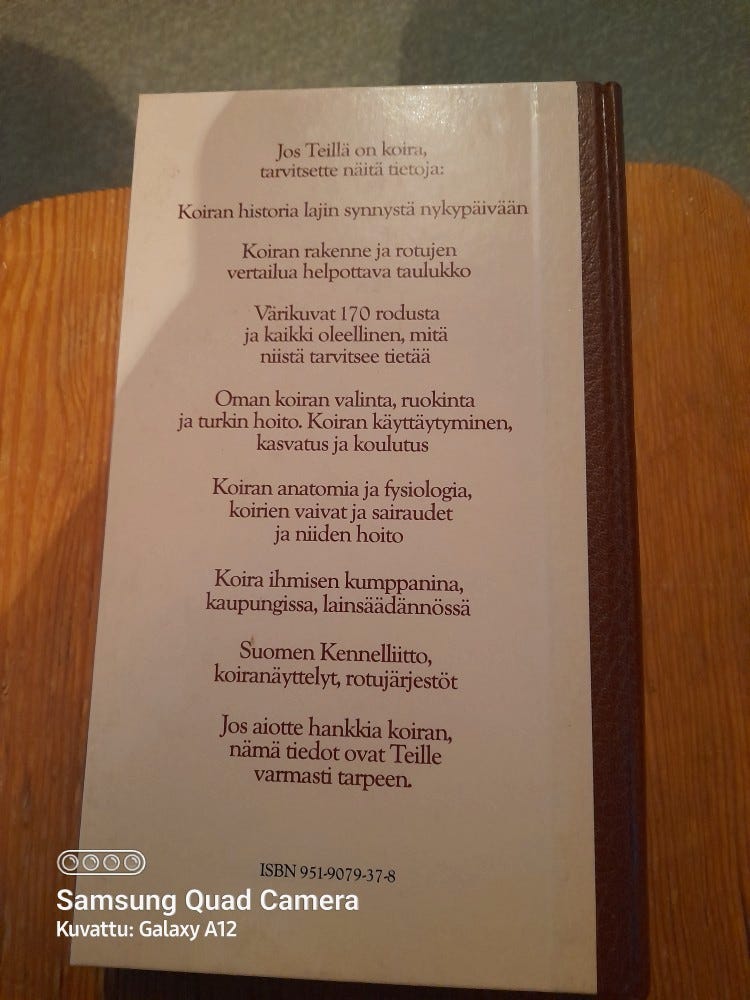 Jos Teillä on koira,
tarvitsette näitä tietoja:
Koiran historia lajin synnystä nykypäivään
Koiran rakenne ja rotujen
vertailua helpottava taulukko
Värikuvat 170 rodusta
ja kaikki oleellinen, mitä
niistä tarvitsee tietää
Oman koiran valinta, ruokinta
ja turkin hoito. Koiran käyttäytyminen,
kasvatus ja koulutus
Koiran anatomia ja fysiologia,
koirien vaivat ja sairaudet
ja niiden hoito
Koira ihmisen kumppanina,
kaupungissa, lainsäädännössä
Suomen Kennelliitto,
koiranäyttelyt, rotujärjestöt
Jos aiotte hankkia koiran,
nämä tiedot ovat Teille
varmasti tarpeen.
ISBN 951-9079-37-8
Samsung Quad Camera
Kuvattu: Galaxy A12